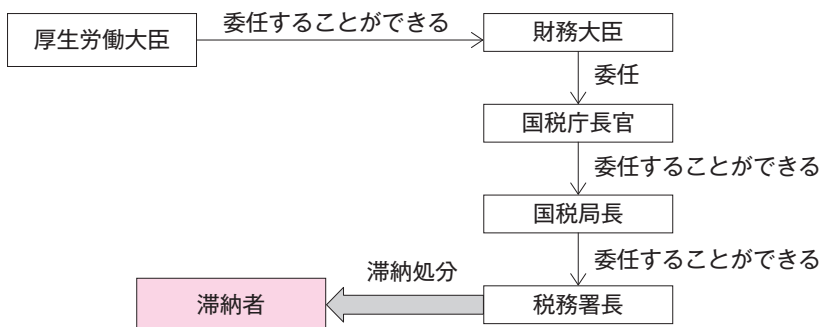 厚生労働大臣
委任することができる
財務大臣
委任
国税庁長官
委任することができる
国税局長
委任することができる
滞納者
滞納処分
税務署長